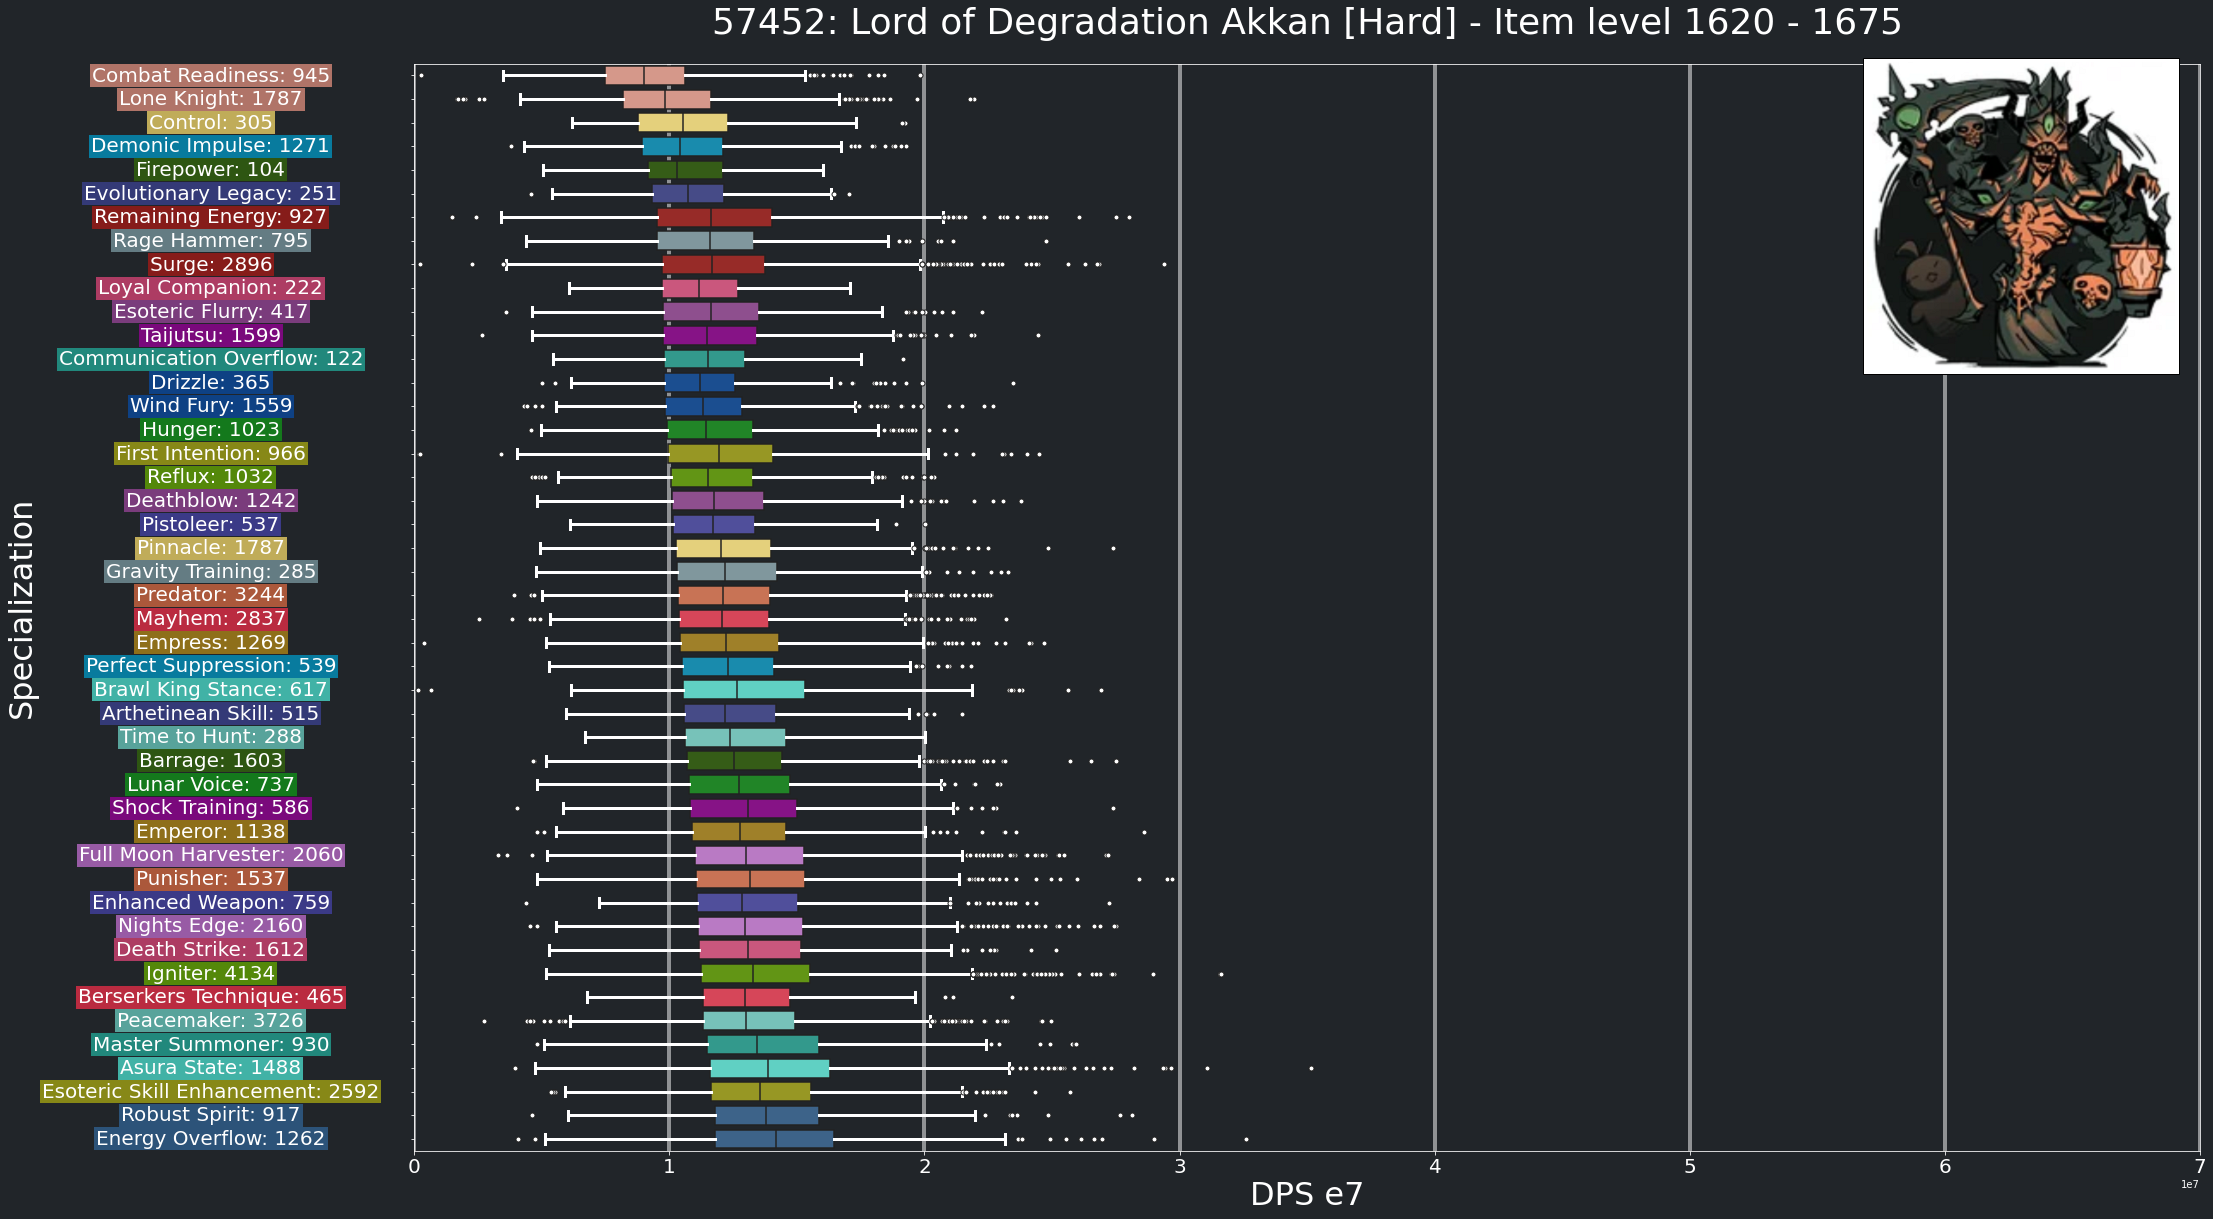 57452: Lord of Degradation Akkan [Hard] - Item level 1620 - 1675
Specialization
Combat Readiness: 945
Lone Knight: 1787
Control: 305
Demonic Impulse: 1271
Firepower: 104
Evolutionary Legacy: 251
Remaining Energy: 927
Rage Hammer: 795
Surge: 2896
Loyal Companion: 222
Esoteric Flurry: 417
Taijutsu: 1599
Communication Overflow: 122
Drizzle: 365
Wind Fury: 1559
Hunger: 1023
First Intention: 966
Reflux: 1032
Deathblow: 1242
Pistoleer: 537
Pinnacle: 1787
Gravity Training: 285
Predator: 3244
Mayhem: 2837
Empress: 1269
Perfect Suppression: 539
Brawl King Stance: 617
Arthetinean Skill: 515
Time to Hunt: 288
Barrage: 1603
Lunar Voice: 737
Shock Training: 586
Emperor: 1138
Full Moon Harvester: 2060
Punisher: 1537
Enhanced Weapon: 759
Nights Edge: 2160
Death Strike: 1612
Igniter: 4134
Berserkers Technique: 465
Peacemaker: 3726
Master Summoner: 930
Asura State: 1488
Esoteric Skill Enhancement: 2592
Robust Spirit: 917
Energy Overflow: 1262
0 1 2 3 4 5 6 7
1e7
DPS e7